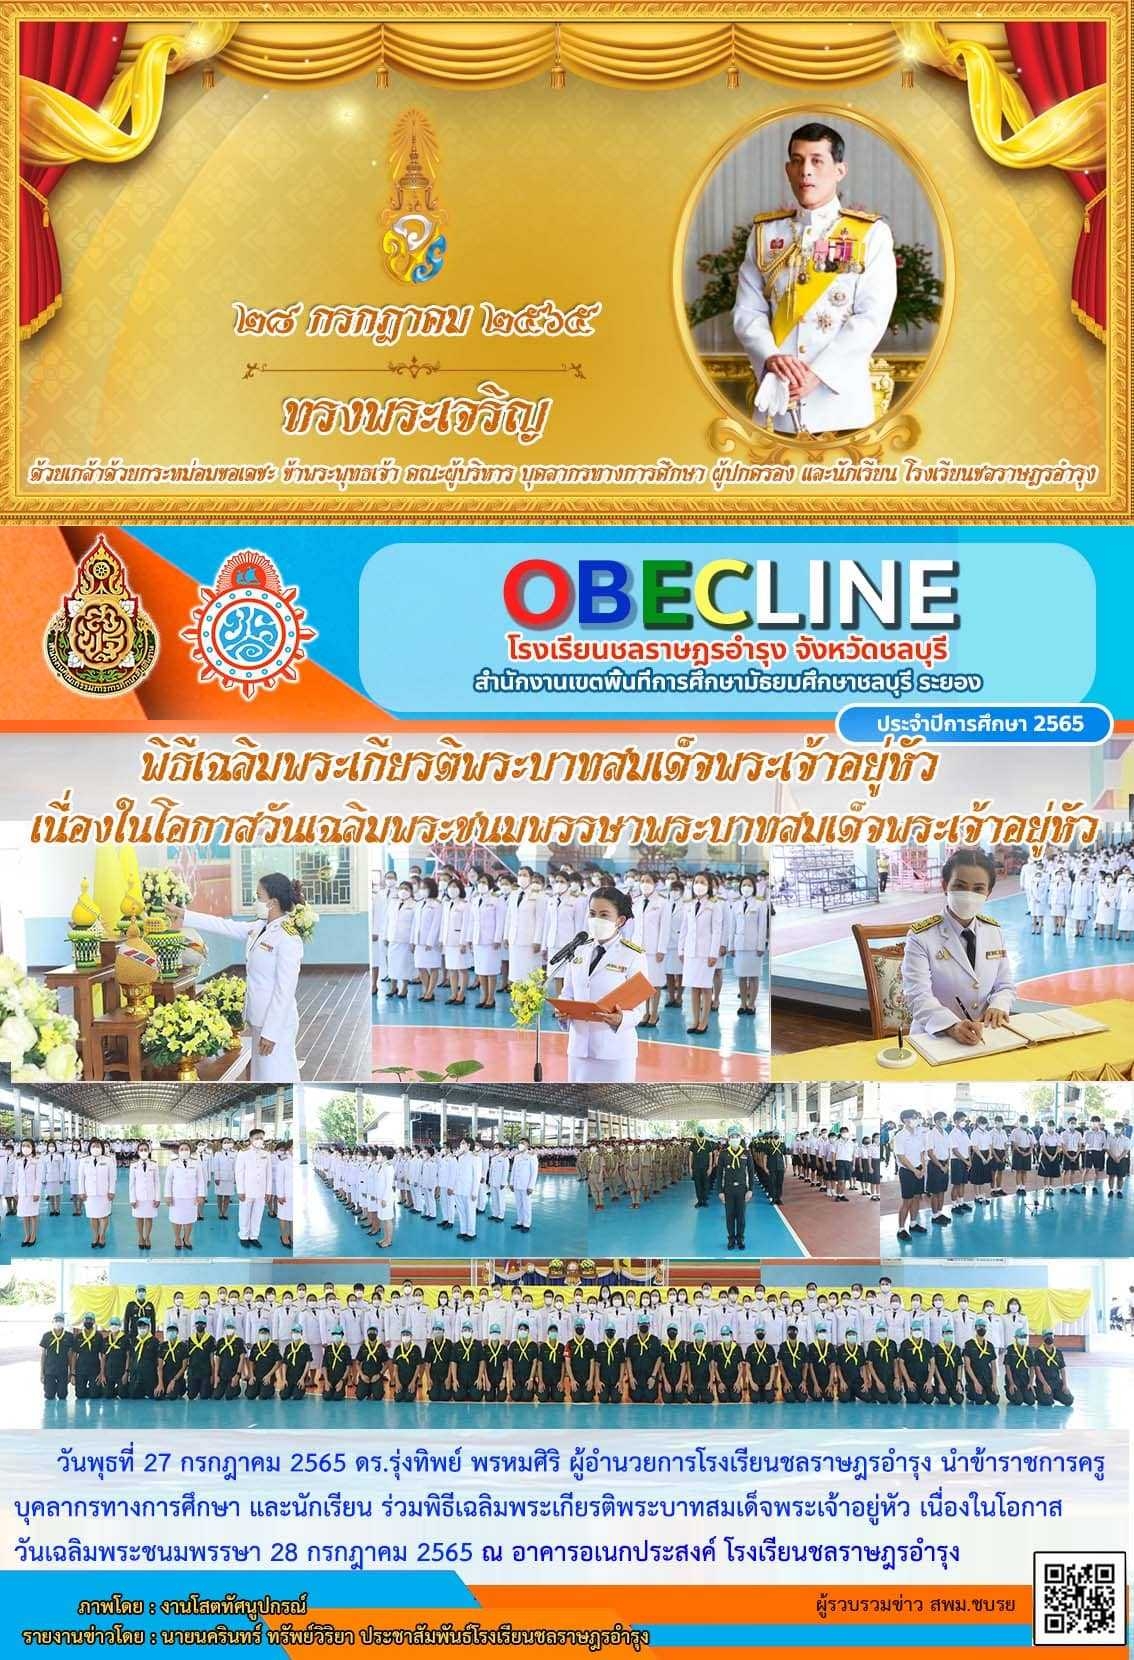 ๒๘ กรกฎาคม ๒๕๖๕
ทรงพระเจริญ
ด้วยเกล้าด้วยกระหม่อมขอเดชะ ข้าพระพุทธเจ้า คณะผู้บริหาร บุคลากรทางการศึกษา ผู้ปกครอง และนักเรียน โรงเรียนชลราษฎรอำรุง
OBECLINE
โรงเรียนชลราษฎรอำรุง จังหวัดชลบุรี
สำนักงานเขตพื้นที่การศึกษามัธยมศึกษาชลบุรี ระยอง
ประจำปีการศึกษา 2565
พิธีเฉลิมพระเกียรติพระบาทสมเด็จพระเจ้าอยู่หัว
เนื่องในโอกาสวันเฉลิมพระชนมพรรษาพระบาทสมเด็จพระเจ้าอยู่หัว
วันพุธที่ 27 กรกฎาคม 2565 ดร.รุ่งทิพย์ พรหมศิริ ผู้อำนวยการโรงเรียนชลราษฎรอำรุง นำข้าราชการครู
บุคลากรทางการศึกษา และนักเรียน ร่วมพิธีเฉลิมพระเกียรติพระบาทสมเด็จพระเจ้าอยู่หัว เนื่องในโอกาส
วันเฉลิมพระชนมพรรษา 28 กรกฎาคม 2565 ณ อาคารอเนกประสงค์ โรงเรียนชลราษฎรอำรุง
ภาพโดย : งานโสตทัศนูปกรณ์
ผู้รวบรวมข่าว สพม.ชบรย
รายงานข่าวโดย : นายนครินทร์ ทรัพย์วิริยา ประชาสัมพันธ์โรงเรียนชลราษฎรอำรุง